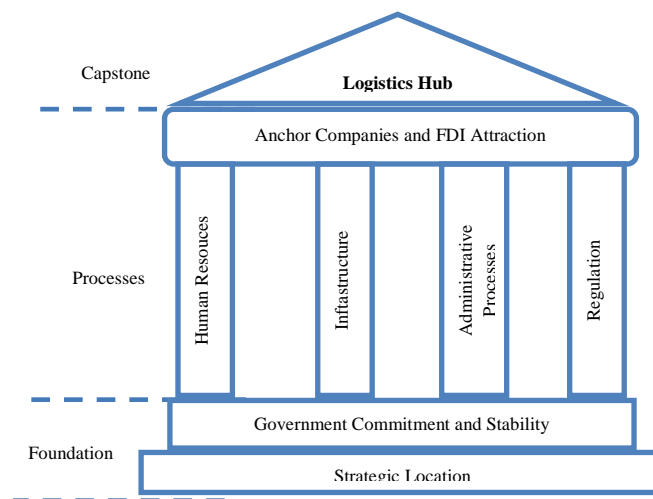 Capstone
Logistics Hub
Anchor Companies and FDI Attraction
Processes
Human Resouces
Inftastructure
Administrative
Processes
Regulation
Government Commitment and Stability
Foundation
Strategic Location